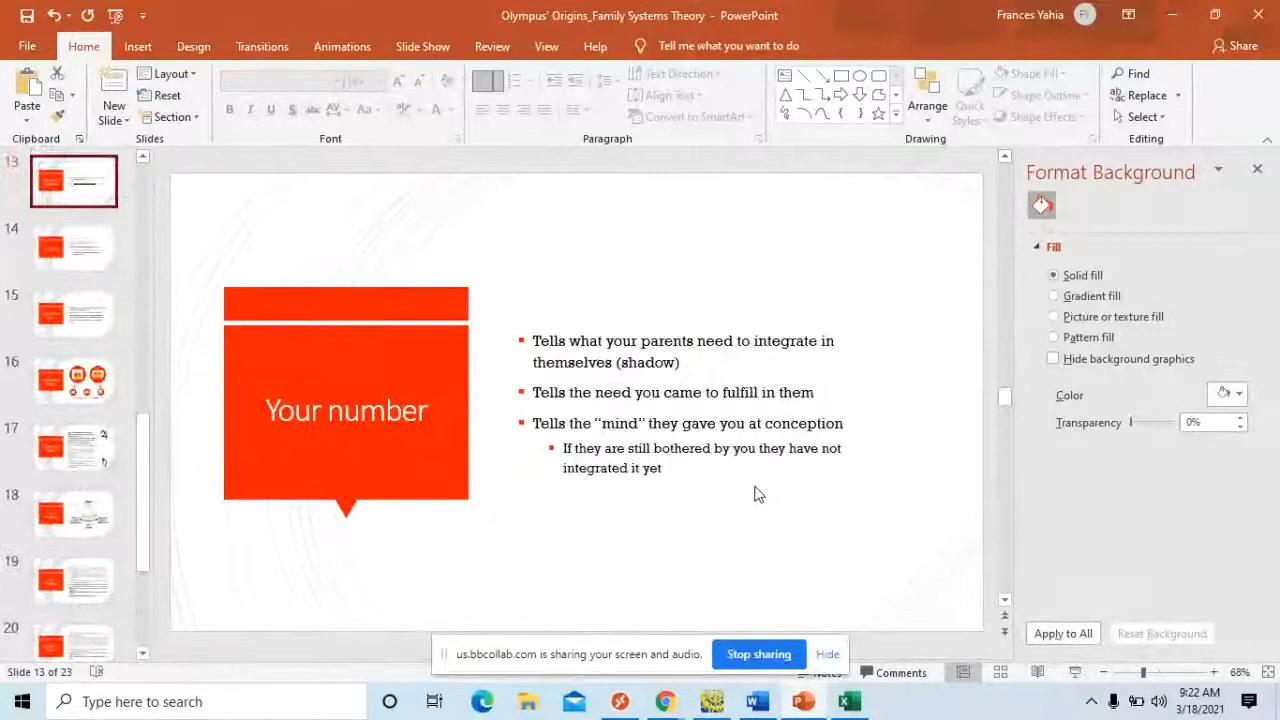 Olympus' Origins_Family Systems Theory - PowerPoint
Frances Yahia
FY
File Home Insert Design Transitions Animations Slide Show Review View Help Tell me what you want to do Share
Paste
Clipboard
New Slide
Layout
Reset
Section
Slides
B I U S abc AV Aa A
Font
Text Direction
Align Text
Convert to SmartArt
Paragraph
Arrange
Quick Styles
Shape Fill
Shape Outline
Shape Effects
Drawing
Find
Replace
Select
Editing
13
14
15
16
17
18
19
20
Your number
Tells what your parents need to integrate in
themselves (shadow)
Tells the need you came to fulfill in them
Tells the “mind” they gave you at conception
If they are still bothered by you they have not
integrated it yet
Format Background
Fill
Solid fill
Gradient fill
Picture or texture fill
Pattern fill
Hide background graphics
Color
Transparency 0%
Apply to All Reset Background
us.bbcollab.com is sharing your screen and audio. Stop sharing Hide
Slide 13 of 23 Notes Comments 68%
Type here to search
9:22 AM
3/18/2021